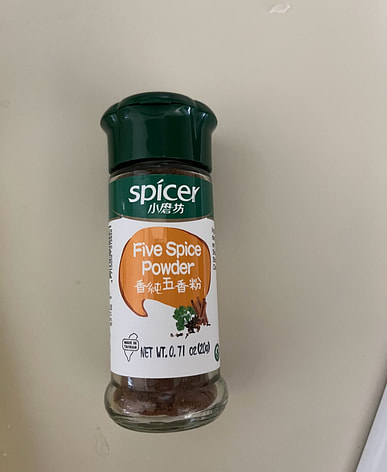 spicer
小磨坊
Five Spice
Powder
香純五香粉
MADE IN
TAIWAN
NET WT. 0.71 oz (20g)